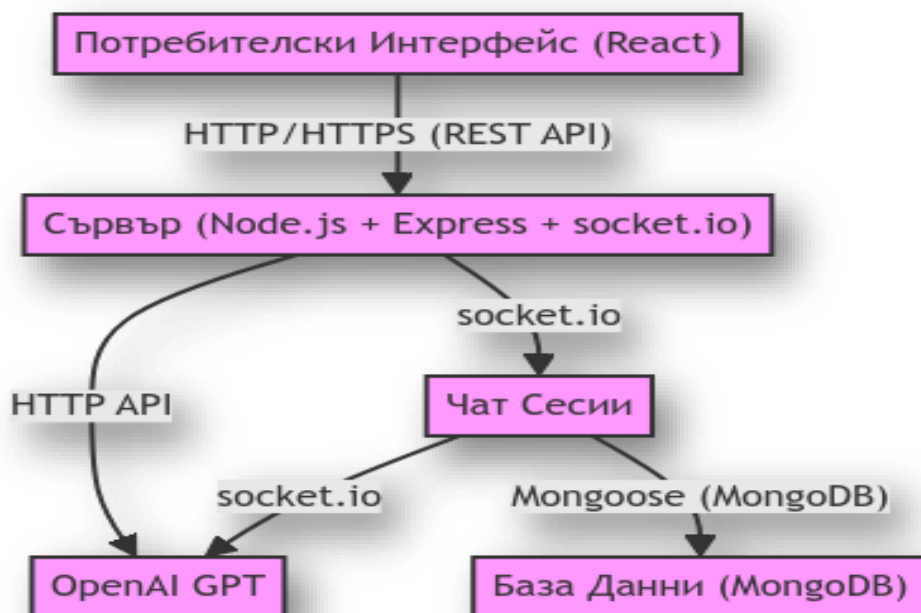 Потребителски Интерфейс (React)
HTTP/HTTPS (REST API)
Сървър (Node.js + Express + socket.io)
socket.io
HTTP API
Чат Сесии
socket.io
Mongoose (MongoDB)
OpenAI GPT
База Данни (MongoDB)